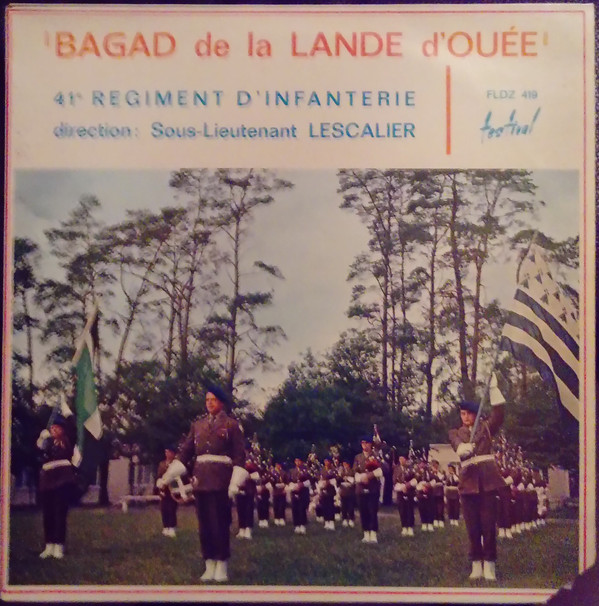 'BAGAD de la LANDE d'OUÉE'
41e REGIMENT D'INFANTERIE
direction: Sous-Lieutenant LESCALIER
FLDZ 419
festival